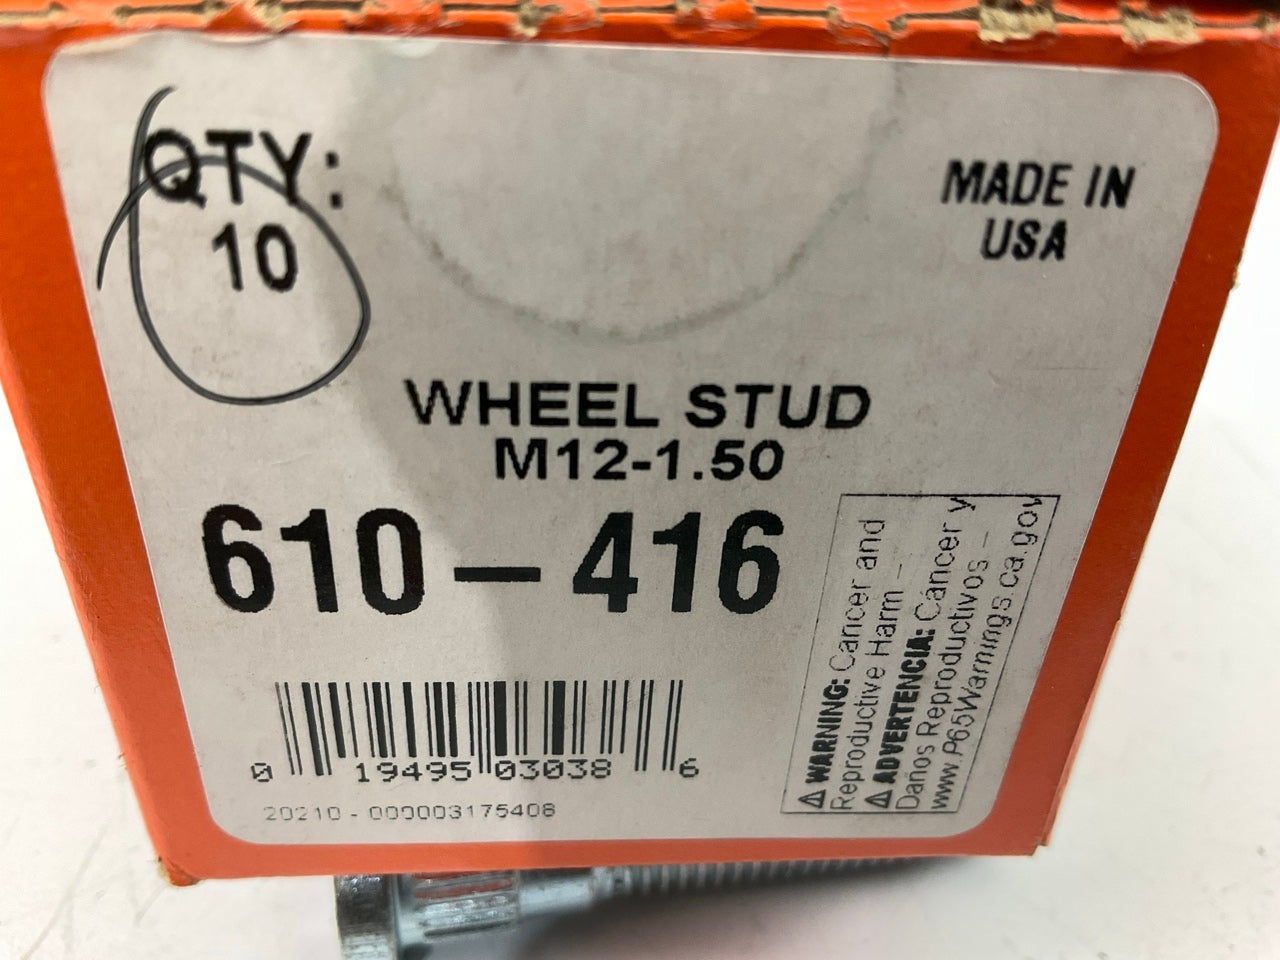 QTY:
10
MADE IN
USA
WHEEL STUD
M12-1.50
610-416
⚠ WARNING: Cancer and
Reproductive Harm –
⚠ ADVERTENCIA: Cáncer y
Daños Reproductivos –
www.P65Warnings.ca.gov
0 19495 03038 6
20210 - 000003175408